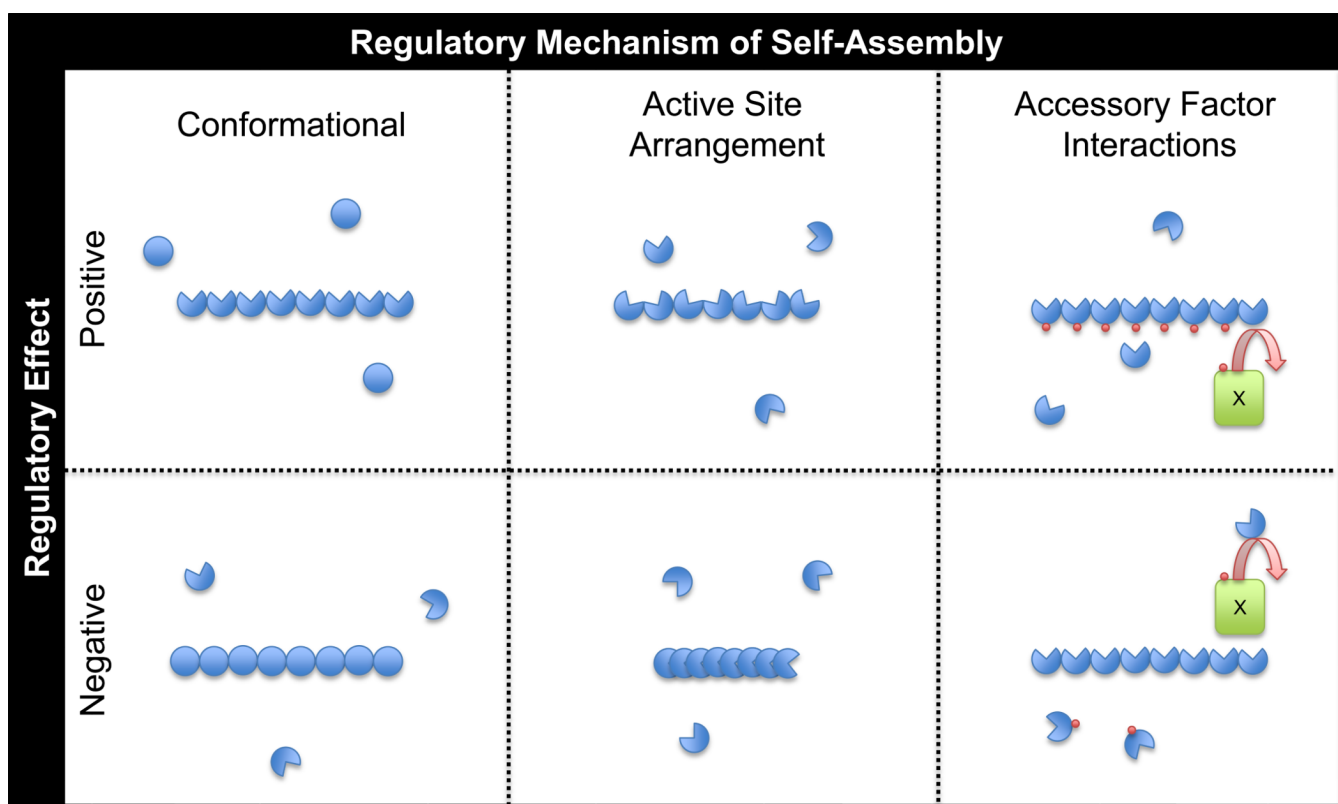 Regulatory Mechanism of Self-Assembly
Conformational
Active Site
Arrangement
Accessory Factor
Interactions
Regulatory Effect
Positive
X
Negative
X